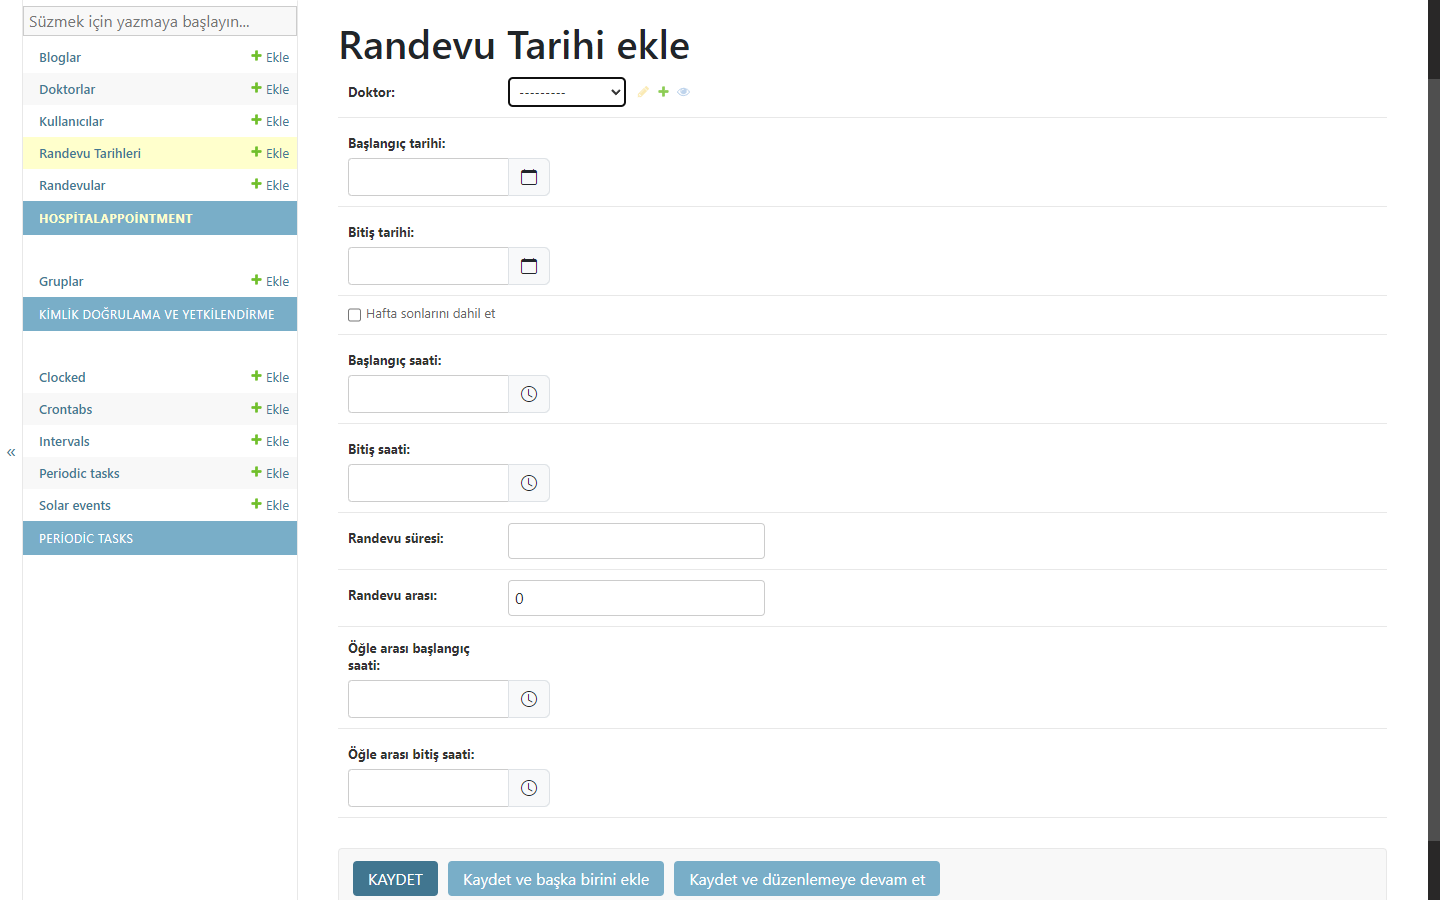 Süzmek için yazmaya başlayın...
Bloglar Ekle
Doktorlar Ekle
Kullanıcılar Ekle
Randevu Tarihleri Ekle
Randevular Ekle
HOSPİTALAPPOİNTMENT
Gruplar Ekle
KİMLİK DOĞRULAMA VE YETKİLENDİRME
Clocked Ekle
Crontabs Ekle
Intervals Ekle
Periodic tasks Ekle
Solar events Ekle
PERİODİC TASKS
«
Randevu Tarihi ekle
Doktor: ---------
Başlangıç tarihi:
Bitiş tarihi:
Hafta sonlarını dahil et
Başlangıç saati:
Bitiş saati:
Randevu süresi:
Randevu arası: 0
Öğle arası başlangıç
saati:
Öğle arası bitiş saati:
KAYDET Kaydet ve başka birini ekle Kaydet ve düzenlemeye devam et